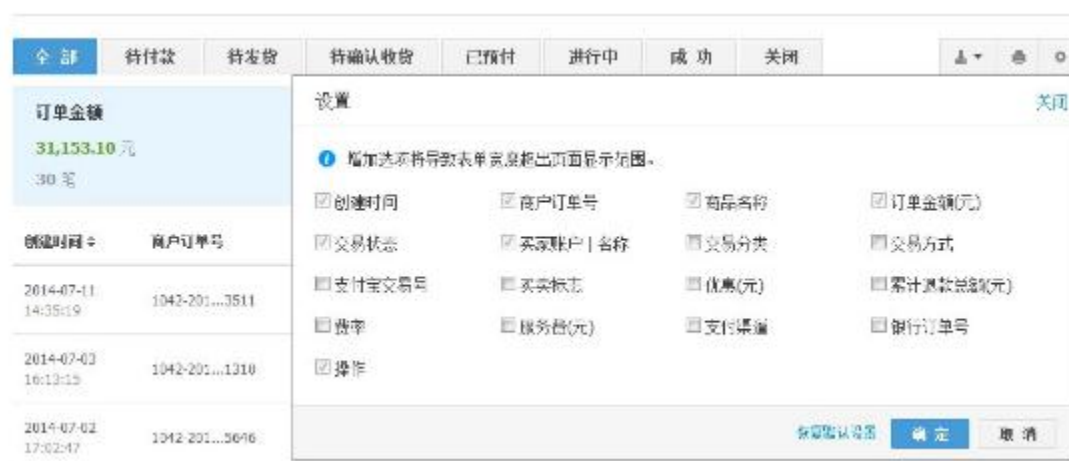 全 部 待付款 待发货 待确认收货 已预付 进行中 成 功 关闭
订单金额
31,153.10 元
30 笔
创建时间 商户订单号
2014-07-11
14:35:19
1042-201...3511
2014-07-03
16:13:15
1042-201...1310
2014-07-02
17:02:47
1042-201...5646
设置 关闭
增加选项将导致表单宽度超出页面显示范围。
创建时间 商户订单号 商品名称 订单金额(元)
交易状态 买家账户 | 名称 交易分类 交易方式
支付宝交易号 买卖标志 优惠(元) 累计退款总额(元)
费率 服务费(元) 支付渠道 银行订单号
操作
恢复默认设置 确 定 取 消